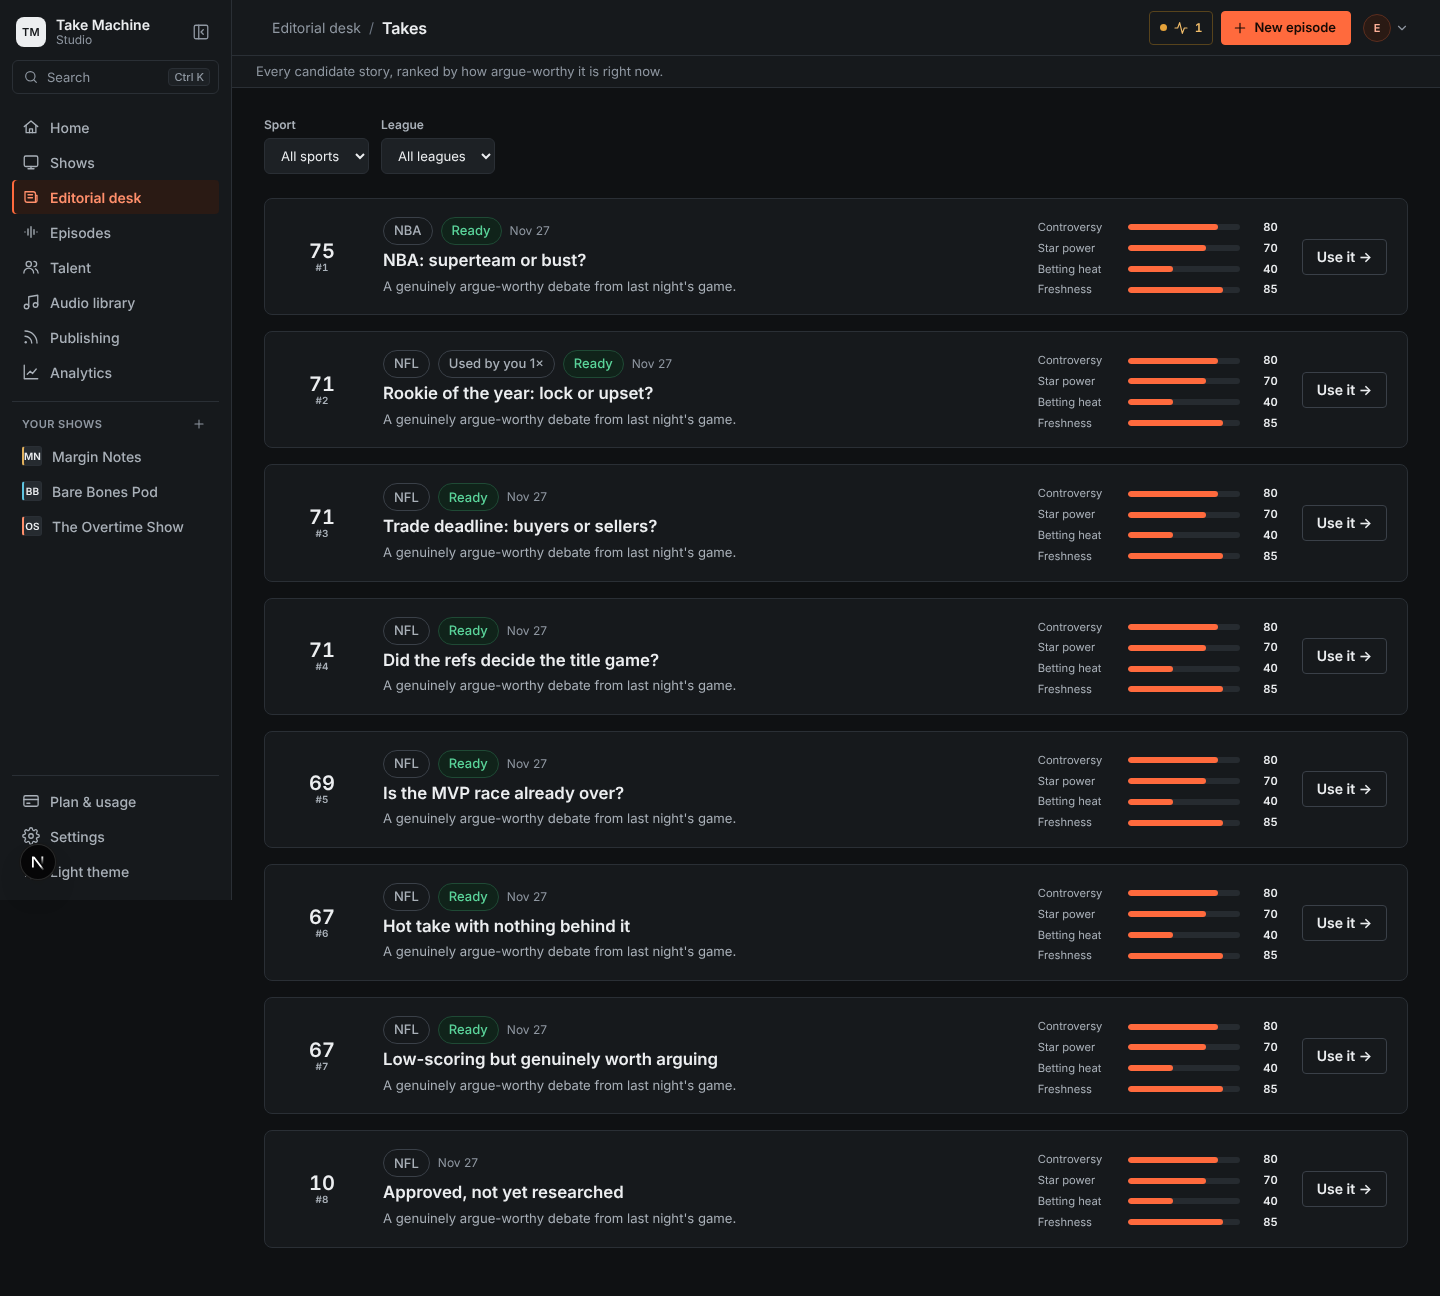 TM
Take Machine
Studio
Search
Ctrl K
Home
Shows
Editorial desk
Episodes
Talent
Audio library
Publishing
Analytics
YOUR SHOWS
MN Margin Notes
BB Bare Bones Pod
OS The Overtime Show
Plan & usage
Settings
N
Light theme
Editorial desk / Takes
1
+ New episode
E
Every candidate story, ranked by how argue-worthy it is right now.
Sport
All sports
League
All leagues
75
#1
NBA Ready Nov 27
NBA: superteam or bust?
A genuinely argue-worthy debate from last night's game.
Controversy 80
Star power 70
Betting heat 40
Freshness 85
Use it →
71
#2
NFL Used by you 1× Ready Nov 27
Rookie of the year: lock or upset?
A genuinely argue-worthy debate from last night's game.
Controversy 80
Star power 70
Betting heat 40
Freshness 85
Use it →
71
#3
NFL Ready Nov 27
Trade deadline: buyers or sellers?
A genuinely argue-worthy debate from last night's game.
Controversy 80
Star power 70
Betting heat 40
Freshness 85
Use it →
71
#4
NFL Ready Nov 27
Did the refs decide the title game?
A genuinely argue-worthy debate from last night's game.
Controversy 80
Star power 70
Betting heat 40
Freshness 85
Use it →
69
#5
NFL Ready Nov 27
Is the MVP race already over?
A genuinely argue-worthy debate from last night's game.
Controversy 80
Star power 70
Betting heat 40
Freshness 85
Use it →
67
#6
NFL Ready Nov 27
Hot take with nothing behind it
A genuinely argue-worthy debate from last night's game.
Controversy 80
Star power 70
Betting heat 40
Freshness 85
Use it →
67
#7
NFL Ready Nov 27
Low-scoring but genuinely worth arguing
A genuinely argue-worthy debate from last night's game.
Controversy 80
Star power 70
Betting heat 40
Freshness 85
Use it →
10
#8
NFL Nov 27
Approved, not yet researched
A genuinely argue-worthy debate from last night's game.
Controversy 80
Star power 70
Betting heat 40
Freshness 85
Use it →